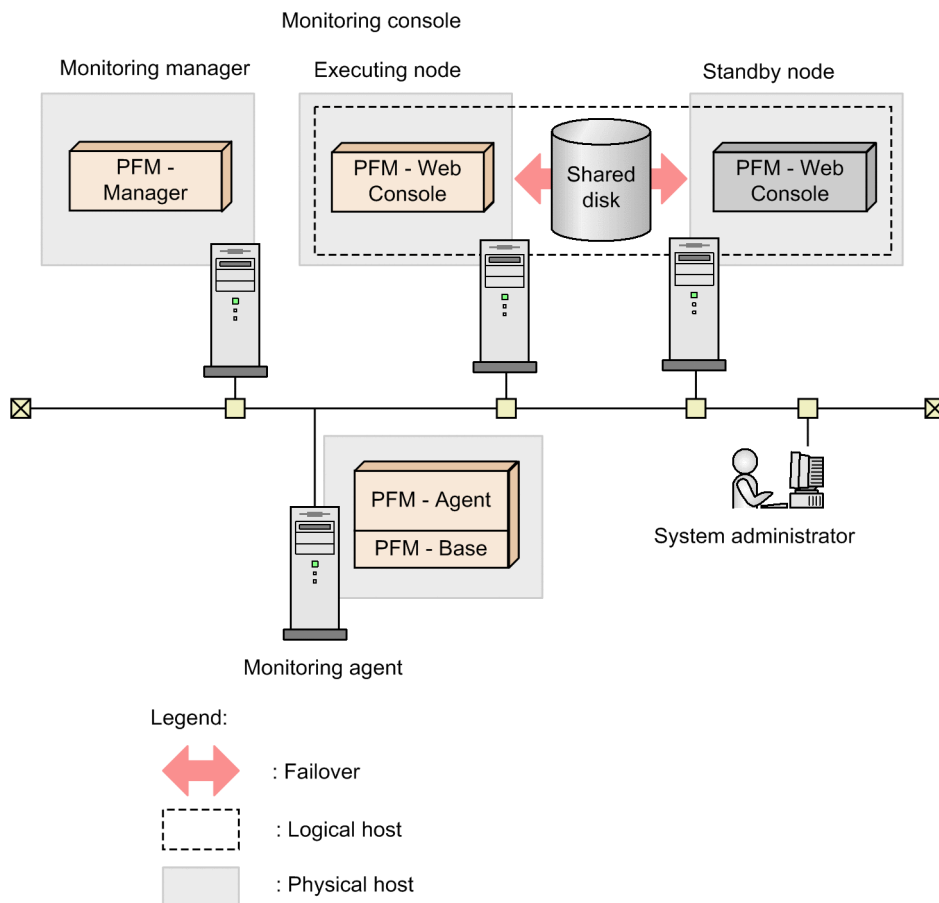 Monitoring console
Monitoring manager
Executing node
Standby node
PFM -
Manager
PFM - Web
Console
Shared
disk
PFM - Web
Console
PFM - Agent
PFM - Base
System administrator
Monitoring agent
Legend:
: Failover
: Logical host
: Physical host